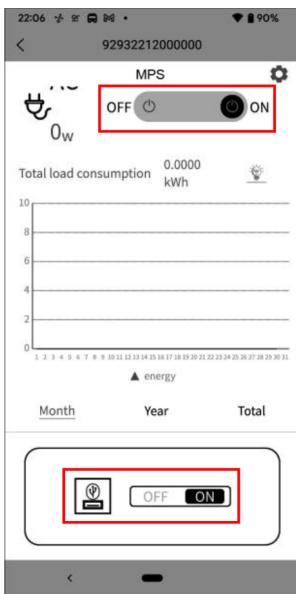 22:06 90%
92932212000000
MPS
OFF ON
0w
Total load consumption 0.0000 kWh
10
8
6
4
2
0
1 2 3 4 5 6 7 8 9 10 11 12 13 14 15 16 17 18 19 20 21 22 23 24 25 26 27 28 29 30 31
▲ energy
Month Year Total
OFF ON